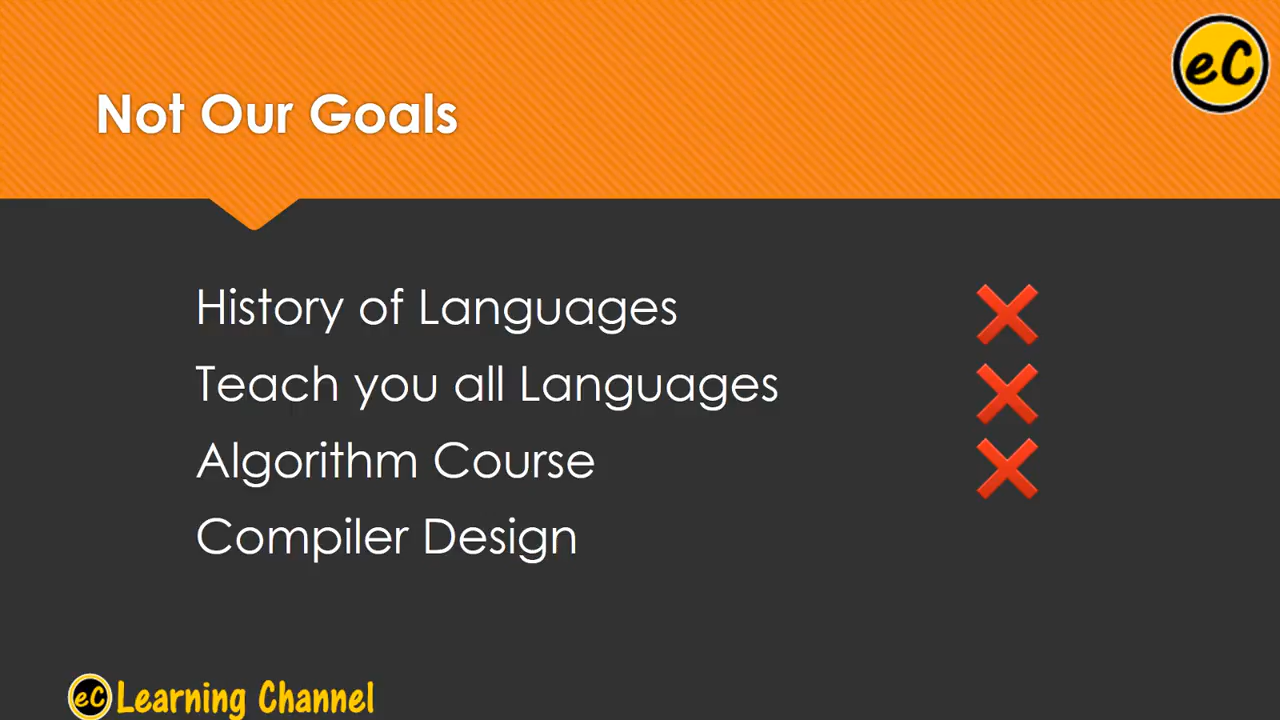 eC
Not Our Goals
History of Languages
Teach you all Languages
Algorithm Course
Compiler Design
eC Learning Channel